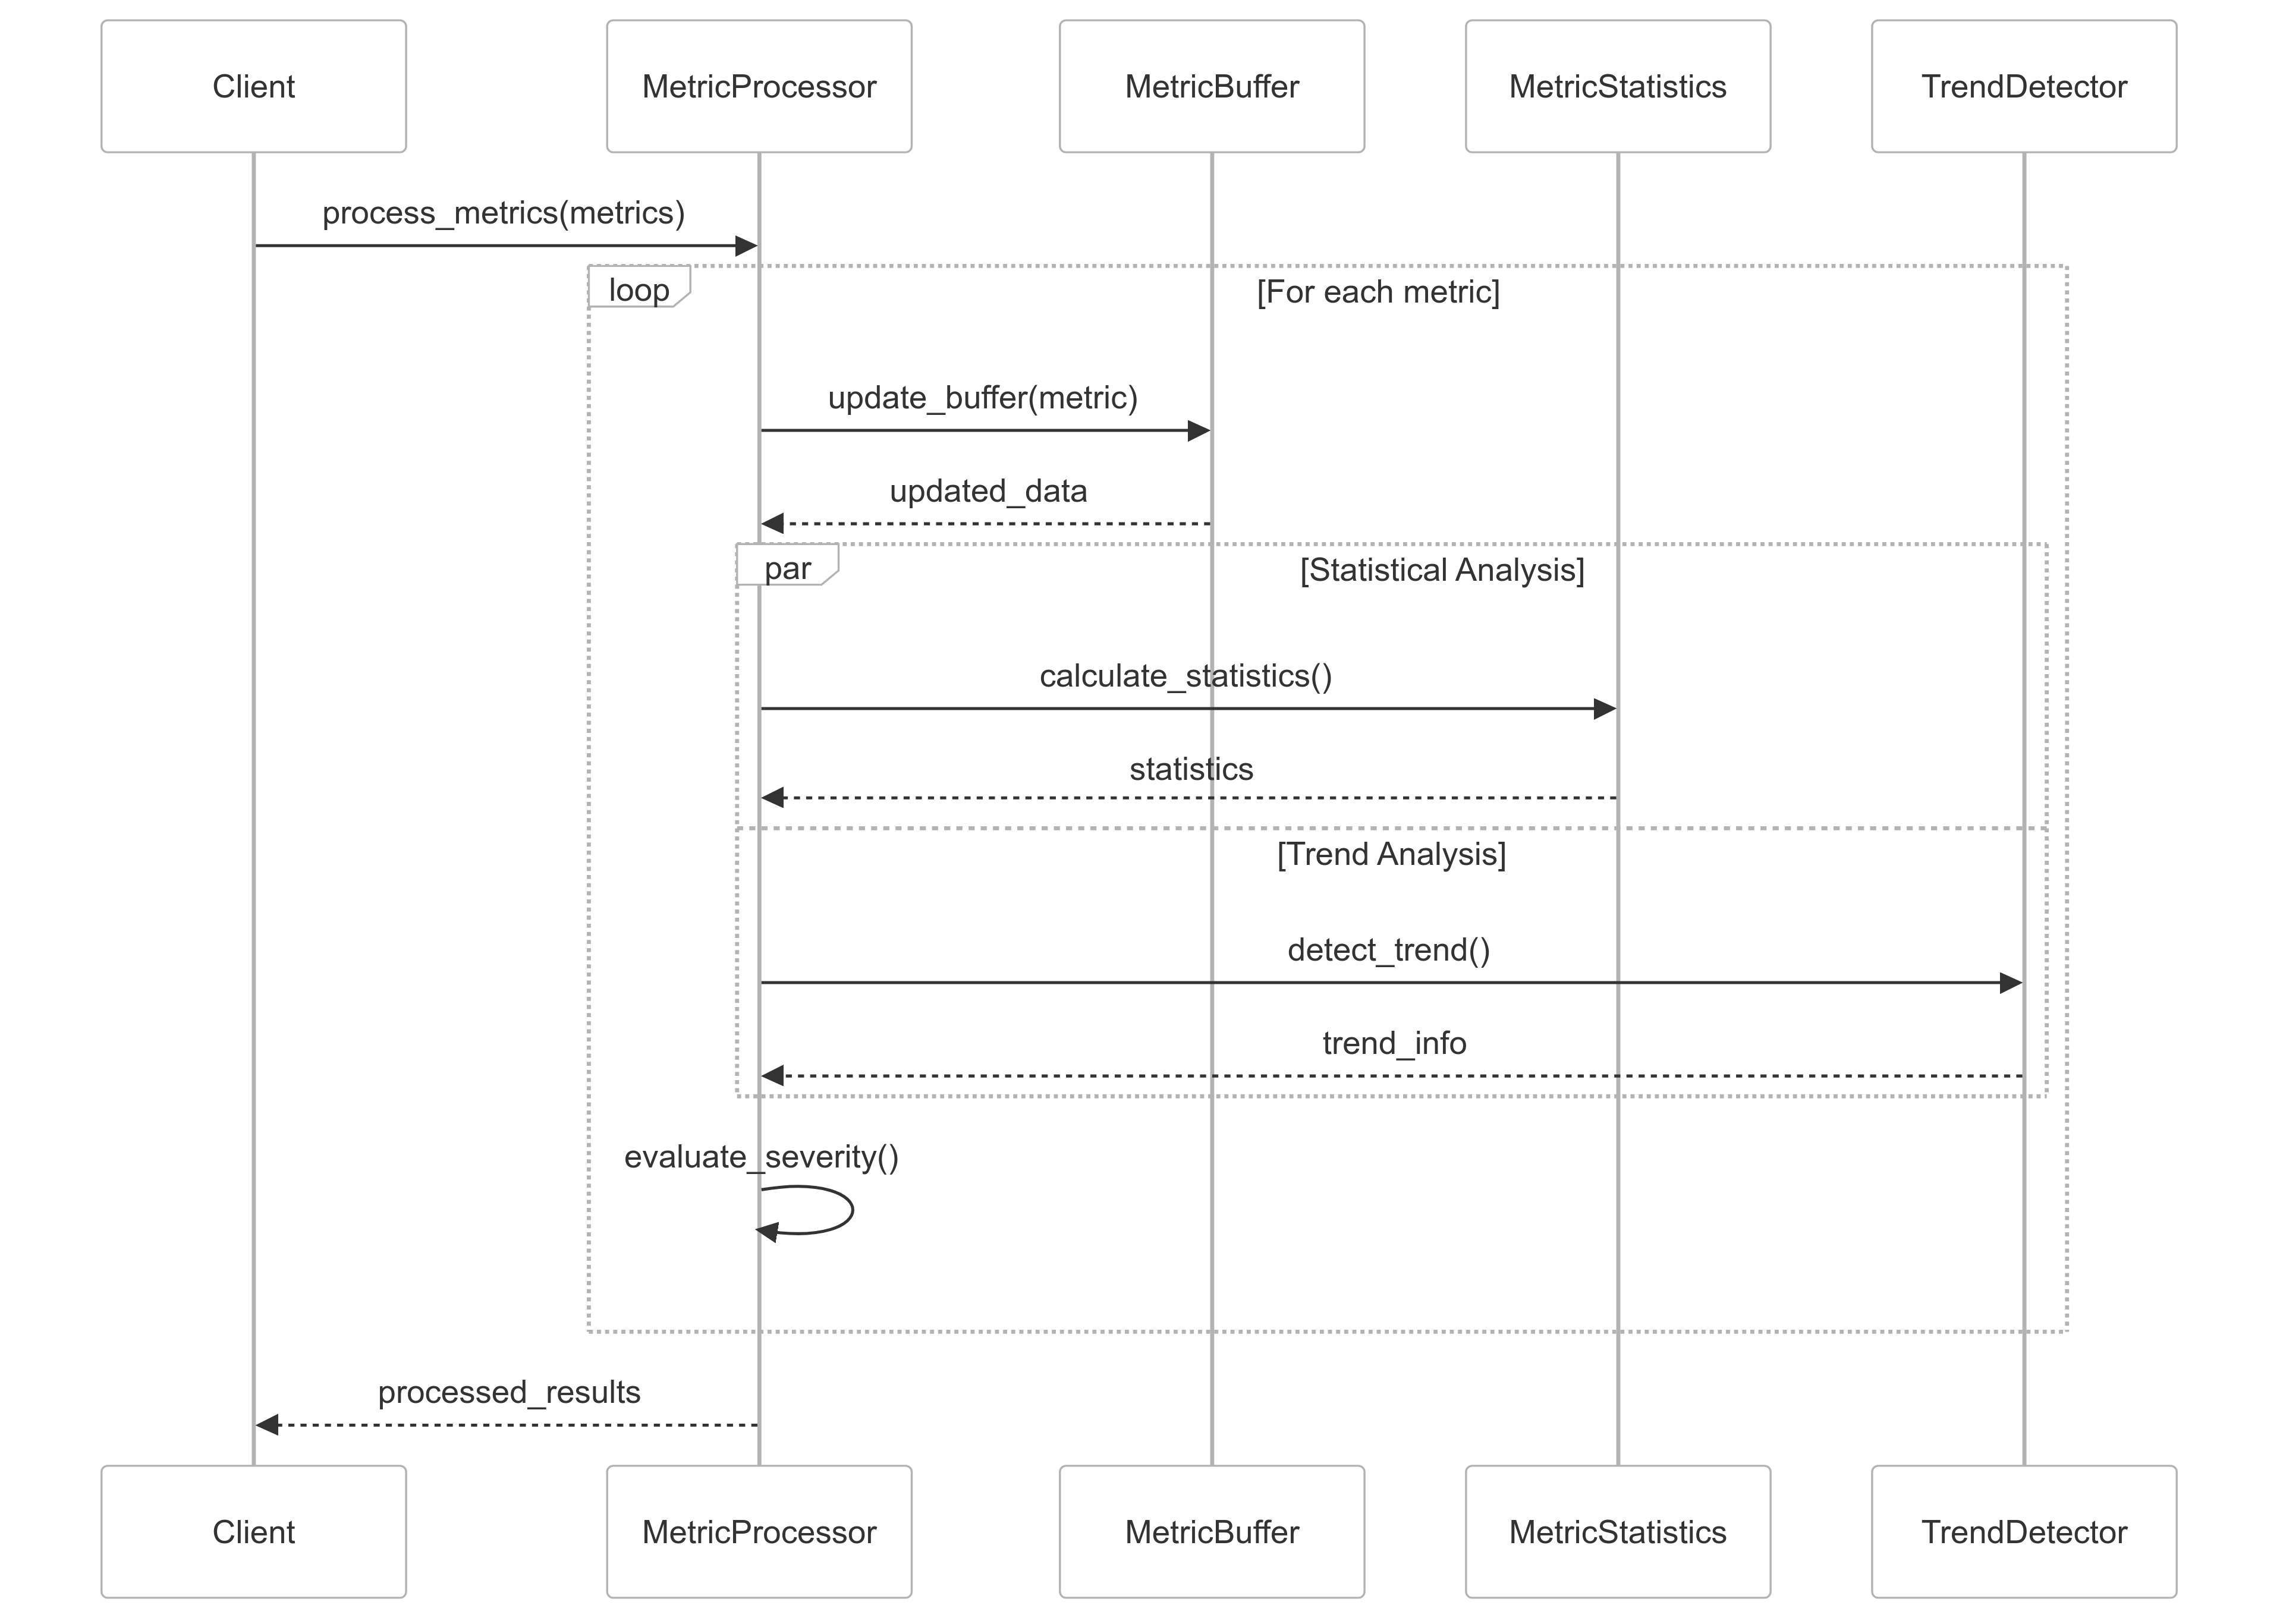 Client
MetricProcessor
MetricBuffer
MetricStatistics
TrendDetector
process_metrics(metrics)
loop
[For each metric]
update_buffer(metric)
updated_data
par
[Statistical Analysis]
calculate_statistics()
statistics
[Trend Analysis]
detect_trend()
trend_info
evaluate_severity()
processed_results
Client
MetricProcessor
MetricBuffer
MetricStatistics
TrendDetector